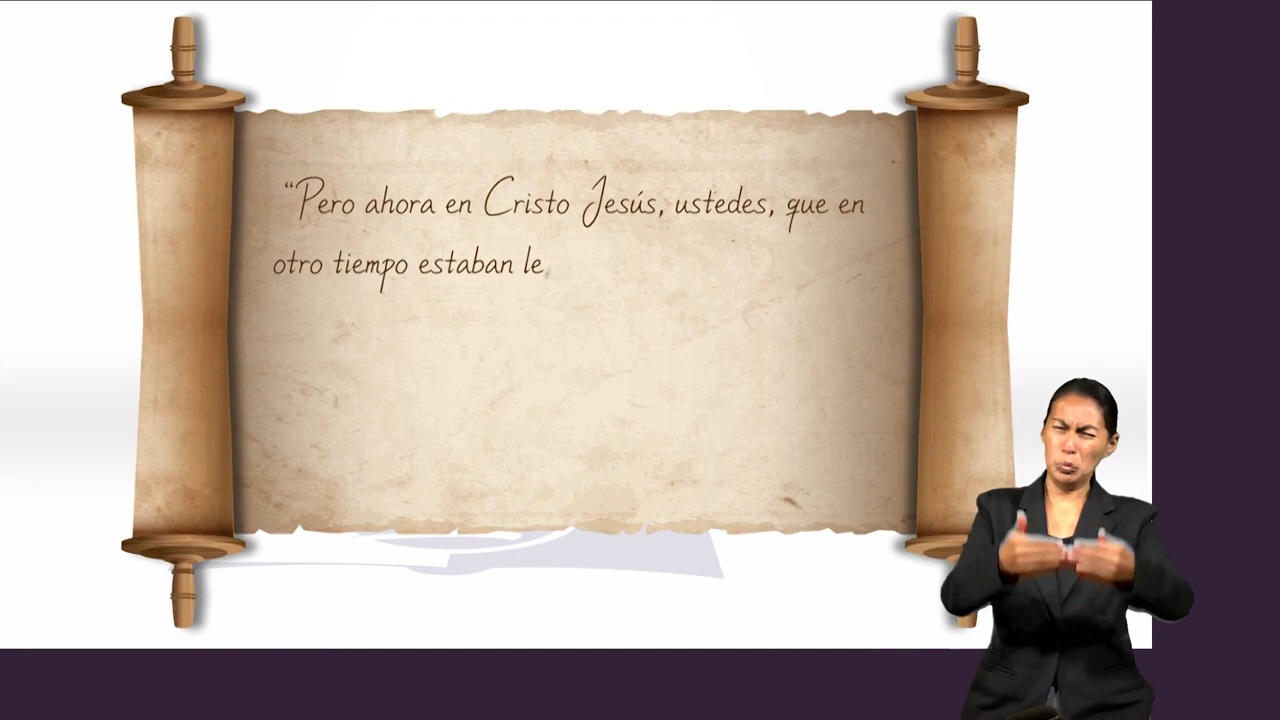 “Pero ahora en Cristo Jesús, ustedes, que en
otro tiempo estaban le